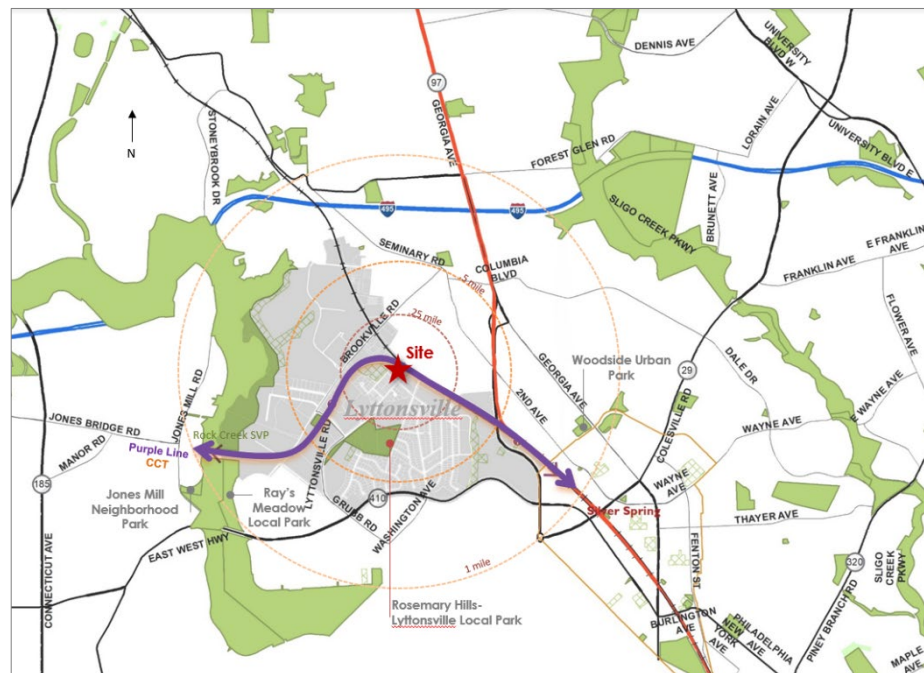 DENNIS AVE
UNIVERSITY
BLVD W
97
GEORGIA AVE
LORAIN AVE
UNIVERSITY BLVD E
N
STONEYBROOK DR
FOREST GLEN RD
BRUNETT AVE
SLIGO CREEK PKWY
495
495
E FRANKLIN
AVE
FRANKLIN AVE
SEMINARY RD
COLUMBIA
BLVD
.5 mile
.25 mile
BROOKVILLE RD
FLOWER AVE
Site
GEORGIA AVE
Woodside Urban
Park
29
DALE DR
Lyttonsville
2ND AVE
COLESVILLE RD
E WAYNE AVE
JONES MILL RD
JONES BRIDGE RD
MANOR RD
Rock Creek SVP
Purple Line
CCT
LYTTONSVILLE RD
WAYNE AVE
WAYNE
AVE
185
Jones Mill
Neighborhood
Park
Ray's
Meadow
Local Park
GRUBB RD
410
WASHINGTON AVE
Silver Spring
THAYER AVE
EAST WEST HWY
FENTON ST
CONNECTICUT AVE
1 mile
320
SLIGO
CREEK
PKWY
PINEY BRANCH RD
Rosemary Hills-
Lyttonsville Local Park
BURLINGTON
AVE
PHILADELPHIA
AVE
NEW
YORK
AVE
MAPLE AVE